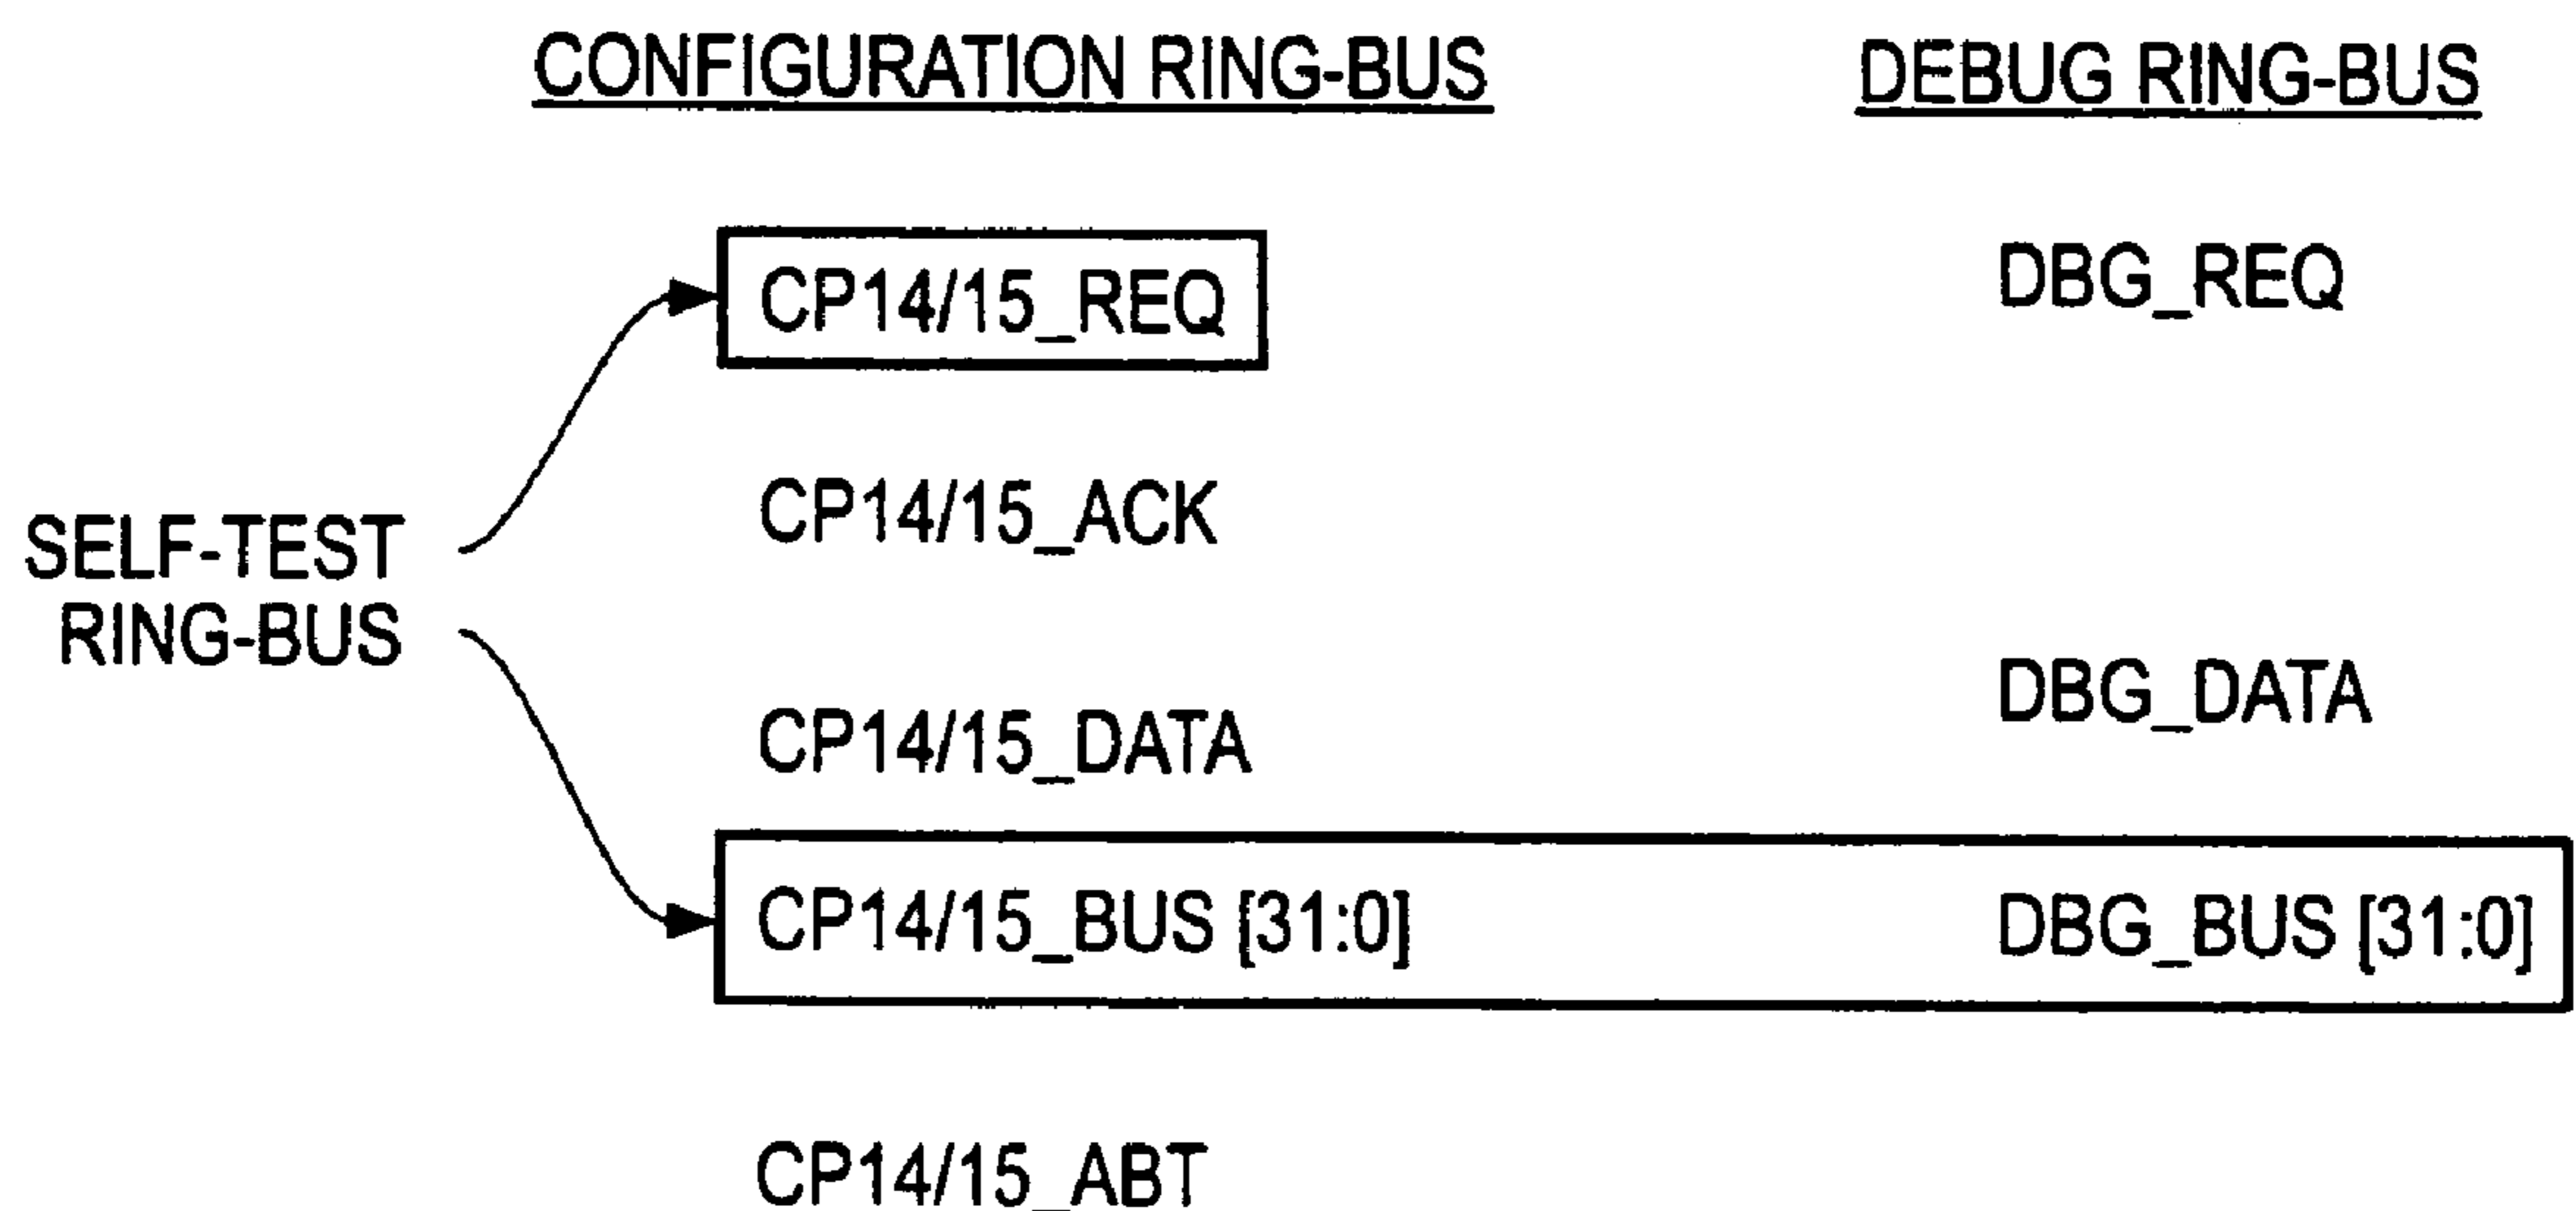 CONFIGURATION RING-BUS
DEBUG RING-BUS
CP14/15_REQ
DBG_REQ
CP14/15_ACK
SELF-TEST
RING-BUS
CP14/15_DATA
DBG_DATA
CP14/15_BUS [31:0]
DBG_BUS [31:0]
CP14/15_ABT